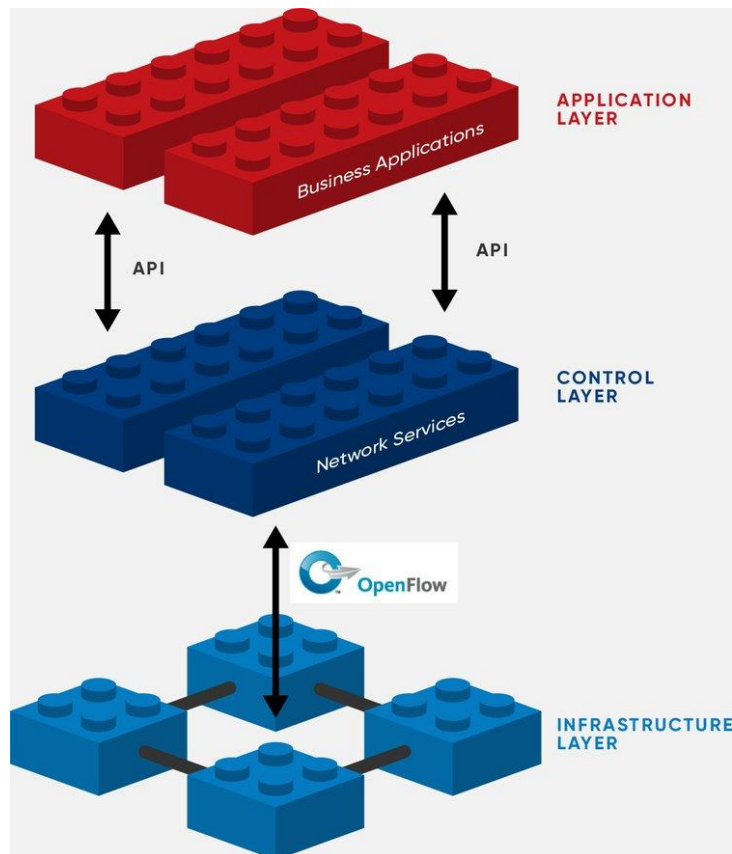 APPLICATION
LAYER
Business Applications
API
API
CONTROL
LAYER
Network Services
OpenFlow
INFRASTRUCTURE
LAYER